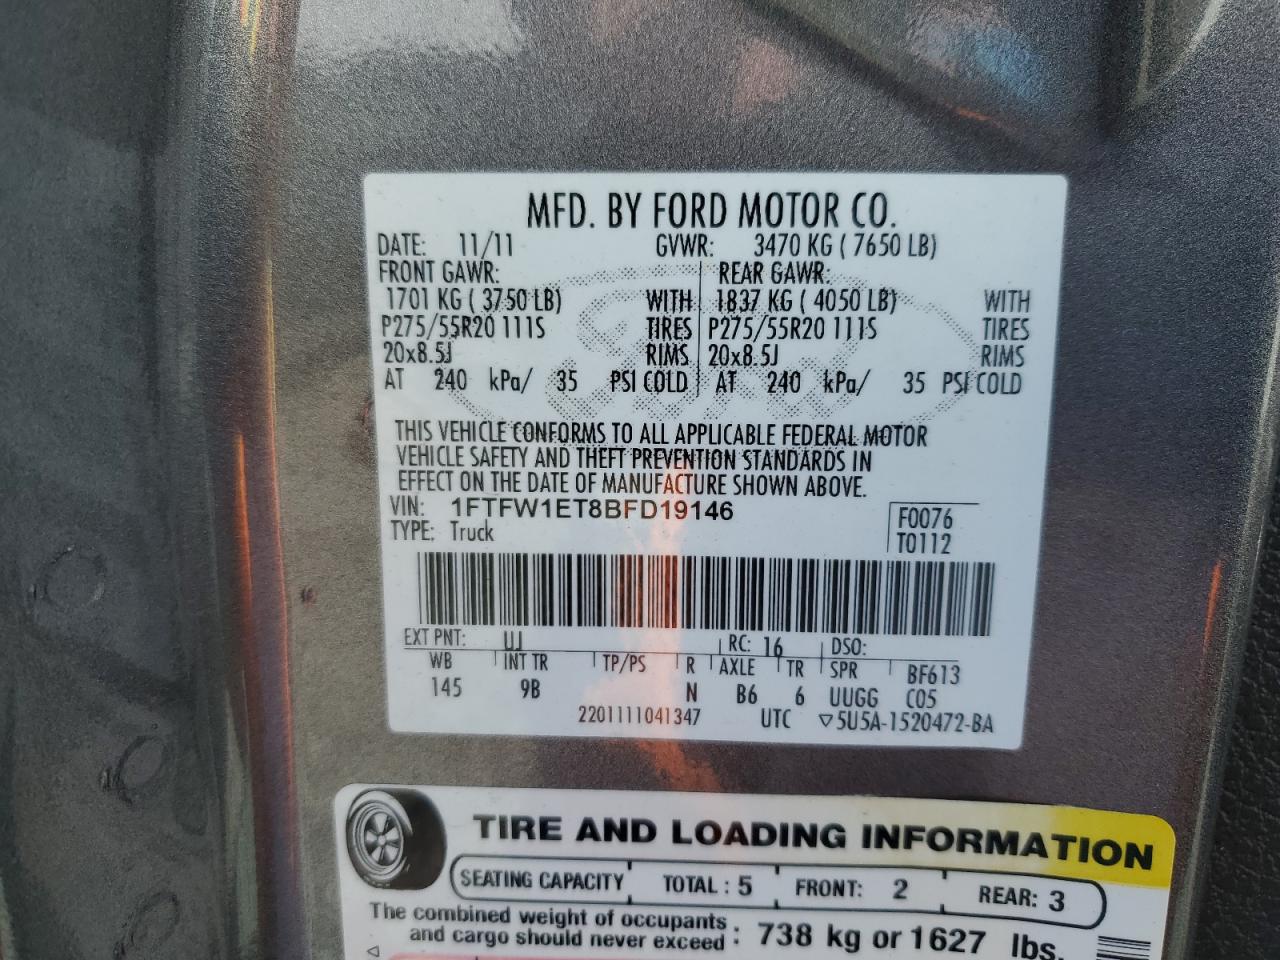 MFD. BY FORD MOTOR CO.
DATE: 11/11 GVWR: 3470 KG ( 7650 LB)
FRONT GAWR: REAR GAWR:
1701 KG ( 3750 LB) WITH 1837 KG ( 4050 LB) WITH
P275/55R20 111S TIRES P275/55R20 111S TIRES
20x8.5J RIMS 20x8.5J RIMS
AT 240 kPa/ 35 PSI COLD AT 240 kPa/ 35 PSI COLD
THIS VEHICLE CONFORMS TO ALL APPLICABLE FEDERAL MOTOR
VEHICLE SAFETY AND THEFT PREVENTION STANDARDS IN
EFFECT ON THE DATE OF MANUFACTURE SHOWN ABOVE.
VIN: 1FTFW1ET8BFD19146 F0076
TYPE: Truck T0112
EXT PNT: UJ RC: 16 DSO:
WB INT TR TP/PS R AXLE TR SPR BF613
145 9B N B6 6 UUGG C05
2201111041347 UTC ▽5U5A-1520472-BA
TIRE AND LOADING INFORMATION
SEATING CAPACITY TOTAL : 5 FRONT: 2 REAR: 3
The combined weight of occupants
and cargo should never exceed : 738 kg or 1627 lbs.